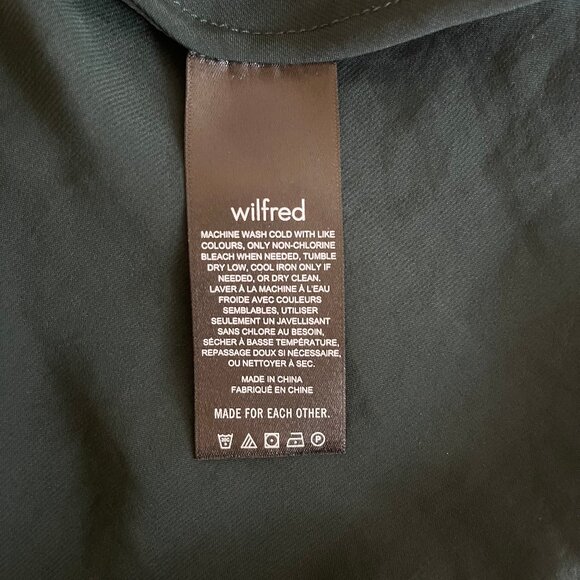 wilfred
MACHINE WASH COLD WITH LIKE
COLOURS, ONLY NON-CHLORINE
BLEACH WHEN NEEDED, TUMBLE
DRY LOW, COOL IRON ONLY IF
NEEDED, OR DRY CLEAN.
LAVER À LA MACHINE À L'EAU
FROIDE AVEC COULEURS
SEMBLABLES, UTILISER
SEULEMENT UN JAVELLISANT
SANS CHLORE AU BESOIN,
SÉCHER À BASSE TEMPÉRATURE,
REPASSAGE DOUX SI NÉCESSAIRE,
OU NETTOYER À SEC.
MADE IN CHINA
FABRIQUÉ EN CHINE
MADE FOR EACH OTHER.
P